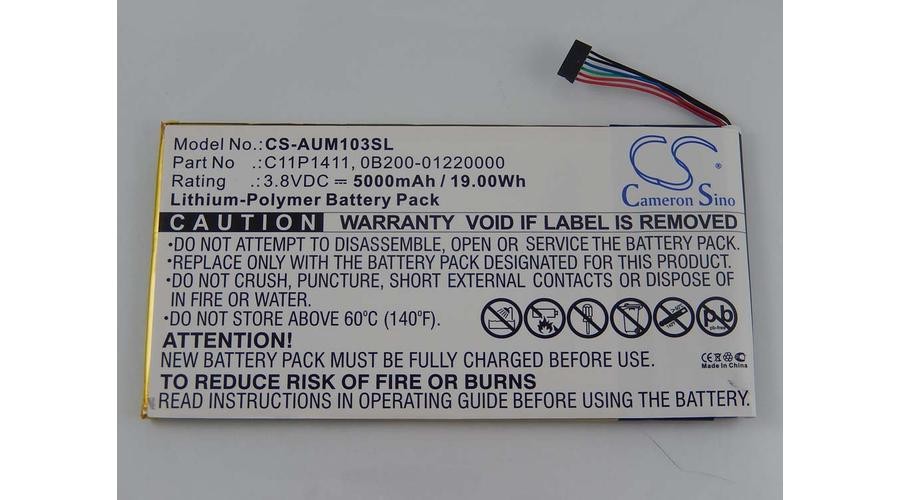 Model No.:CS-AUM103SL
Part No .:C11P1411, 0B200-01220000
Rating .:3.8VDC ⎓ 5000mAh / 19.00Wh
Lithium-Polymer Battery Pack
CS
Cameron Sino
CAUTION WARRANTY VOID IF LABEL IS REMOVED
•DO NOT ATTEMPT TO DISASSEMBLE, OPEN OR SERVICE THE BATTERY PACK.
•REPLACE ONLY WITH THE BATTERY PACK DESIGNATED FOR THIS PRODUCT.
•DO NOT CRUSH, PUNCTURE, SHORT EXTERNAL CONTACTS OR DISPOSE OF
IN FIRE OR WATER.
•DO NOT STORE ABOVE 60°C (140°F).
ATTENTION!
NEW BATTERY PACK MUST BE FULLY CHARGED BEFORE USE.
TO REDUCE RISK OF FIRE OR BURNS
READ INSTRUCTIONS IN OPERATING GUIDE BEFORE USING THE BATTERY.
pb
pb-free
CE
Made In China